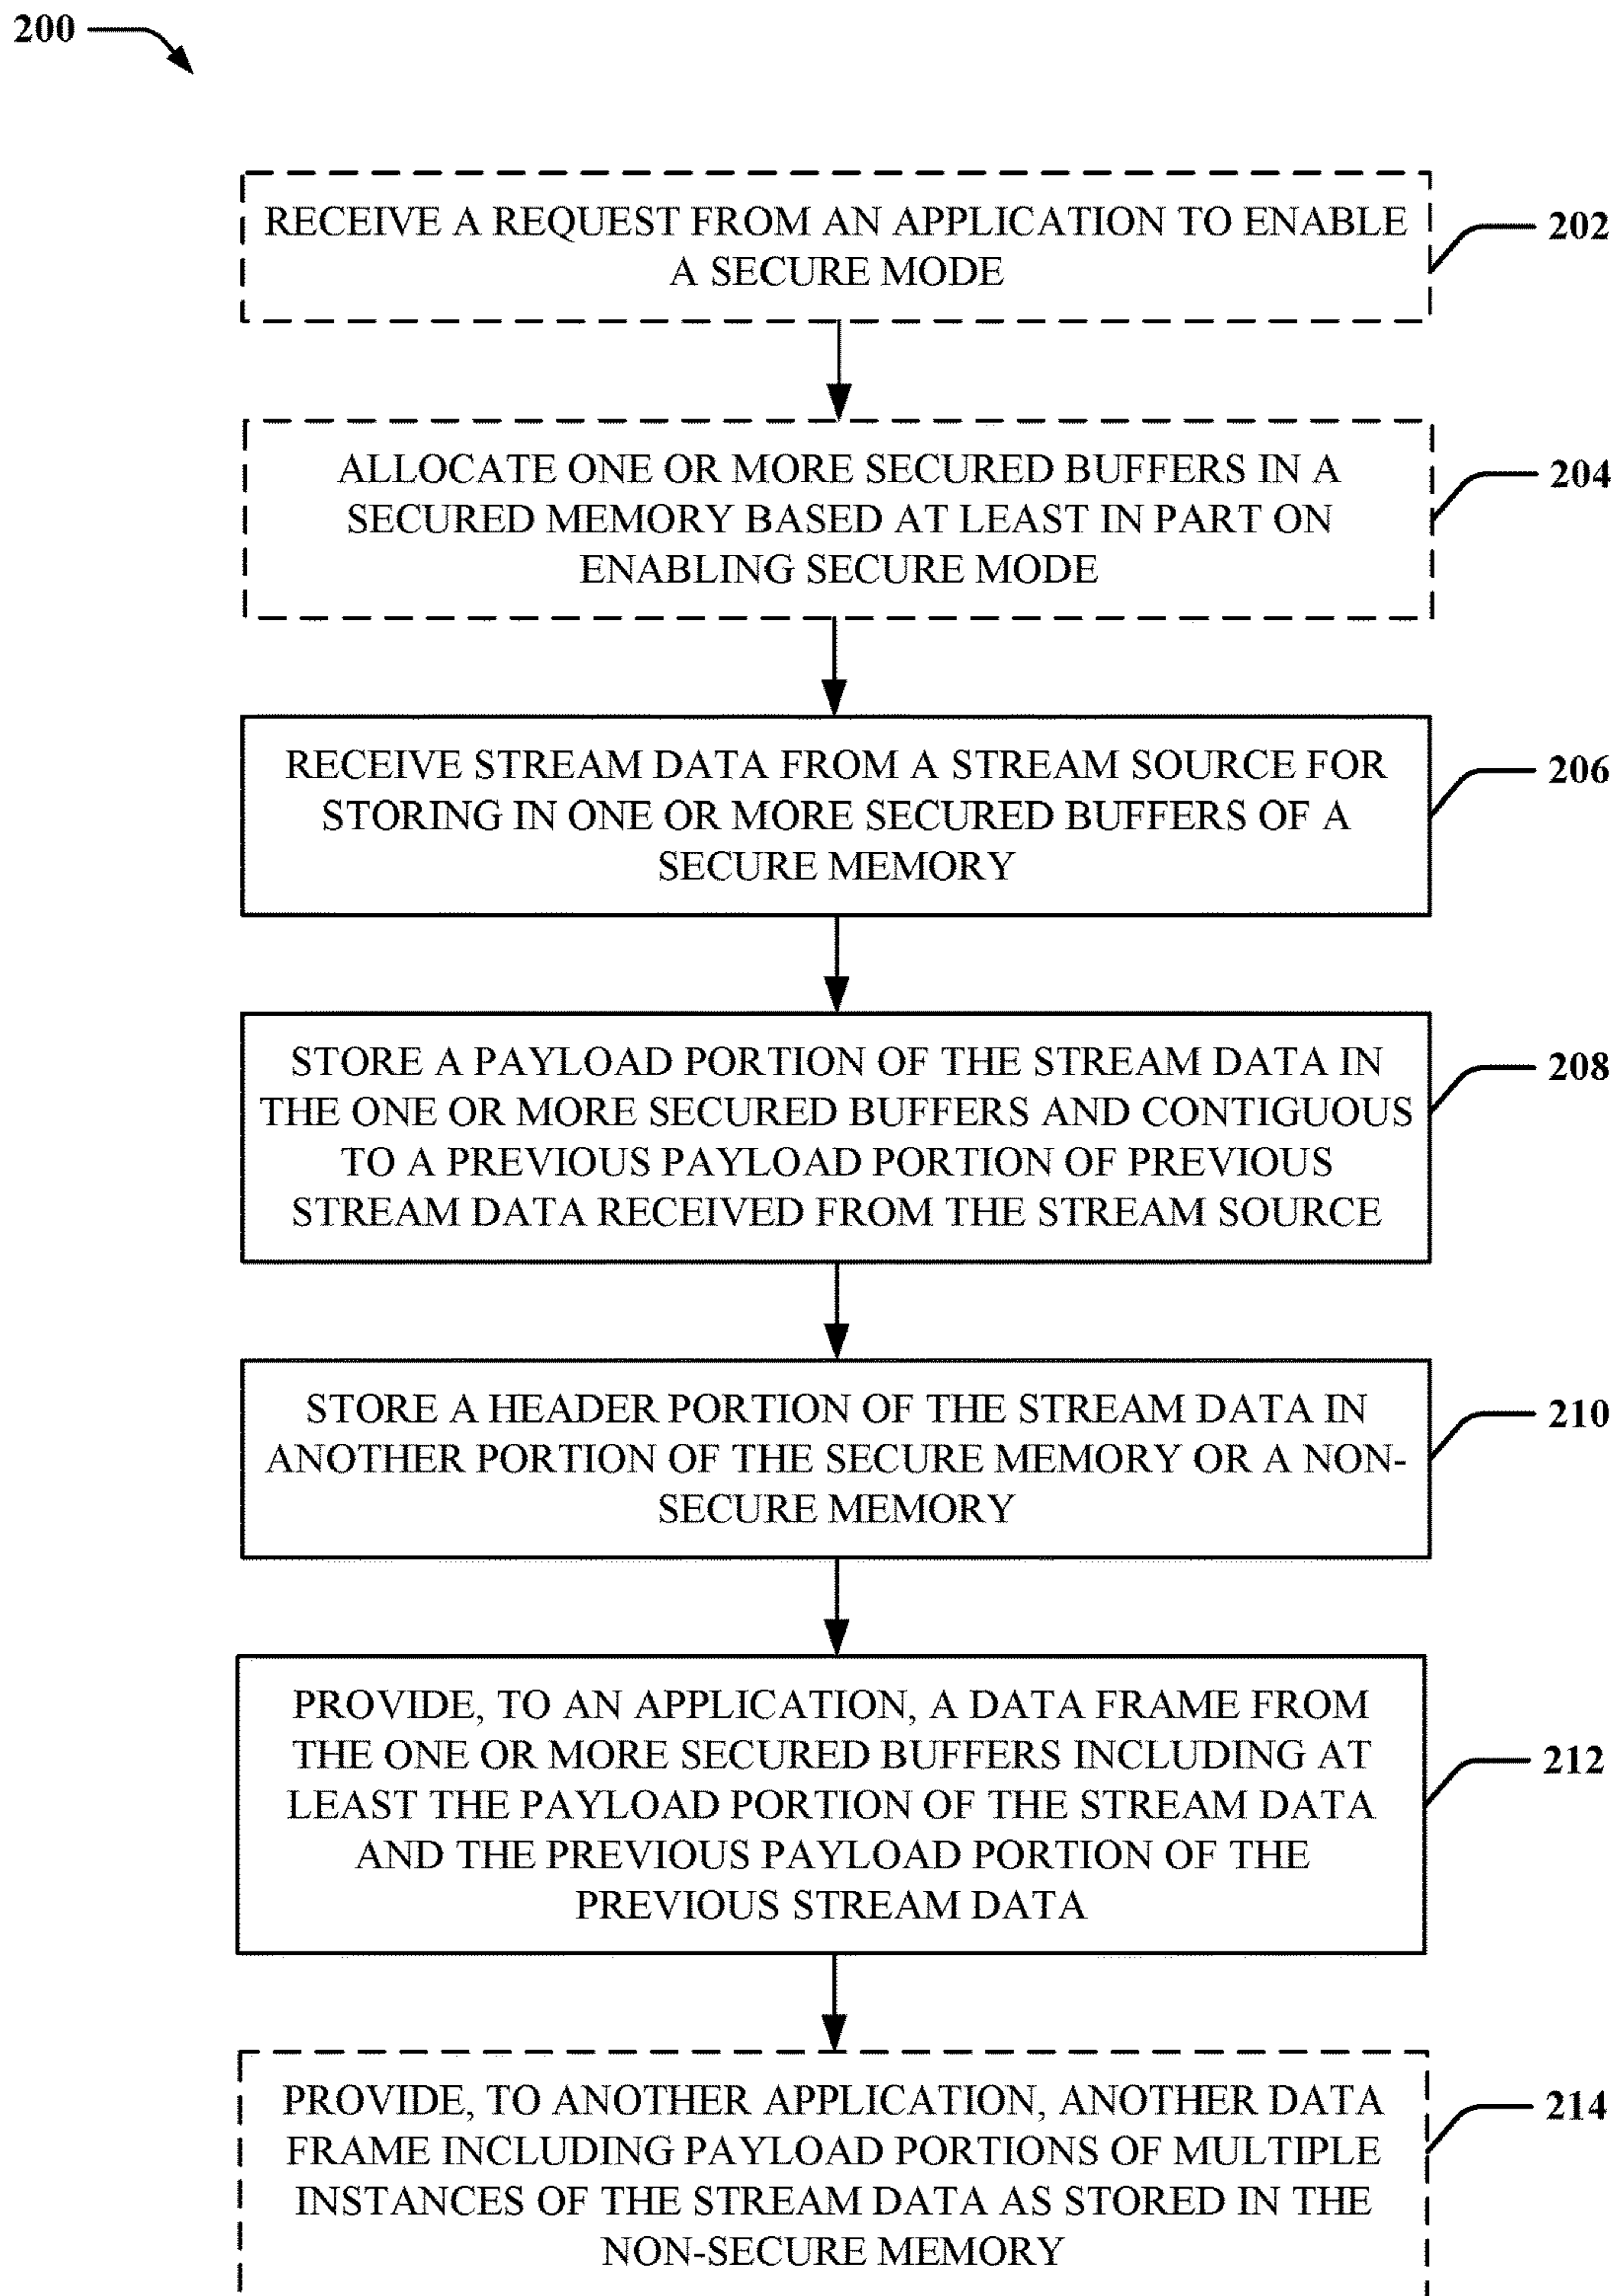 200
RECEIVE A REQUEST FROM AN APPLICATION TO ENABLE
A SECURE MODE
202
ALLOCATE ONE OR MORE SECURED BUFFERS IN A
SECURED MEMORY BASED AT LEAST IN PART ON
ENABLING SECURE MODE
204
RECEIVE STREAM DATA FROM A STREAM SOURCE FOR
STORING IN ONE OR MORE SECURED BUFFERS OF A
SECURE MEMORY
206
STORE A PAYLOAD PORTION OF THE STREAM DATA IN
THE ONE OR MORE SECURED BUFFERS AND CONTIGUOUS
TO A PREVIOUS PAYLOAD PORTION OF PREVIOUS
STREAM DATA RECEIVED FROM THE STREAM SOURCE
208
STORE A HEADER PORTION OF THE STREAM DATA IN
ANOTHER PORTION OF THE SECURE MEMORY OR A NON-
SECURE MEMORY
210
PROVIDE, TO AN APPLICATION, A DATA FRAME FROM
THE ONE OR MORE SECURED BUFFERS INCLUDING AT
LEAST THE PAYLOAD PORTION OF THE STREAM DATA
AND THE PREVIOUS PAYLOAD PORTION OF THE
PREVIOUS STREAM DATA
212
PROVIDE, TO ANOTHER APPLICATION, ANOTHER DATA
FRAME INCLUDING PAYLOAD PORTIONS OF MULTIPLE
INSTANCES OF THE STREAM DATA AS STORED IN THE
NON-SECURE MEMORY
214